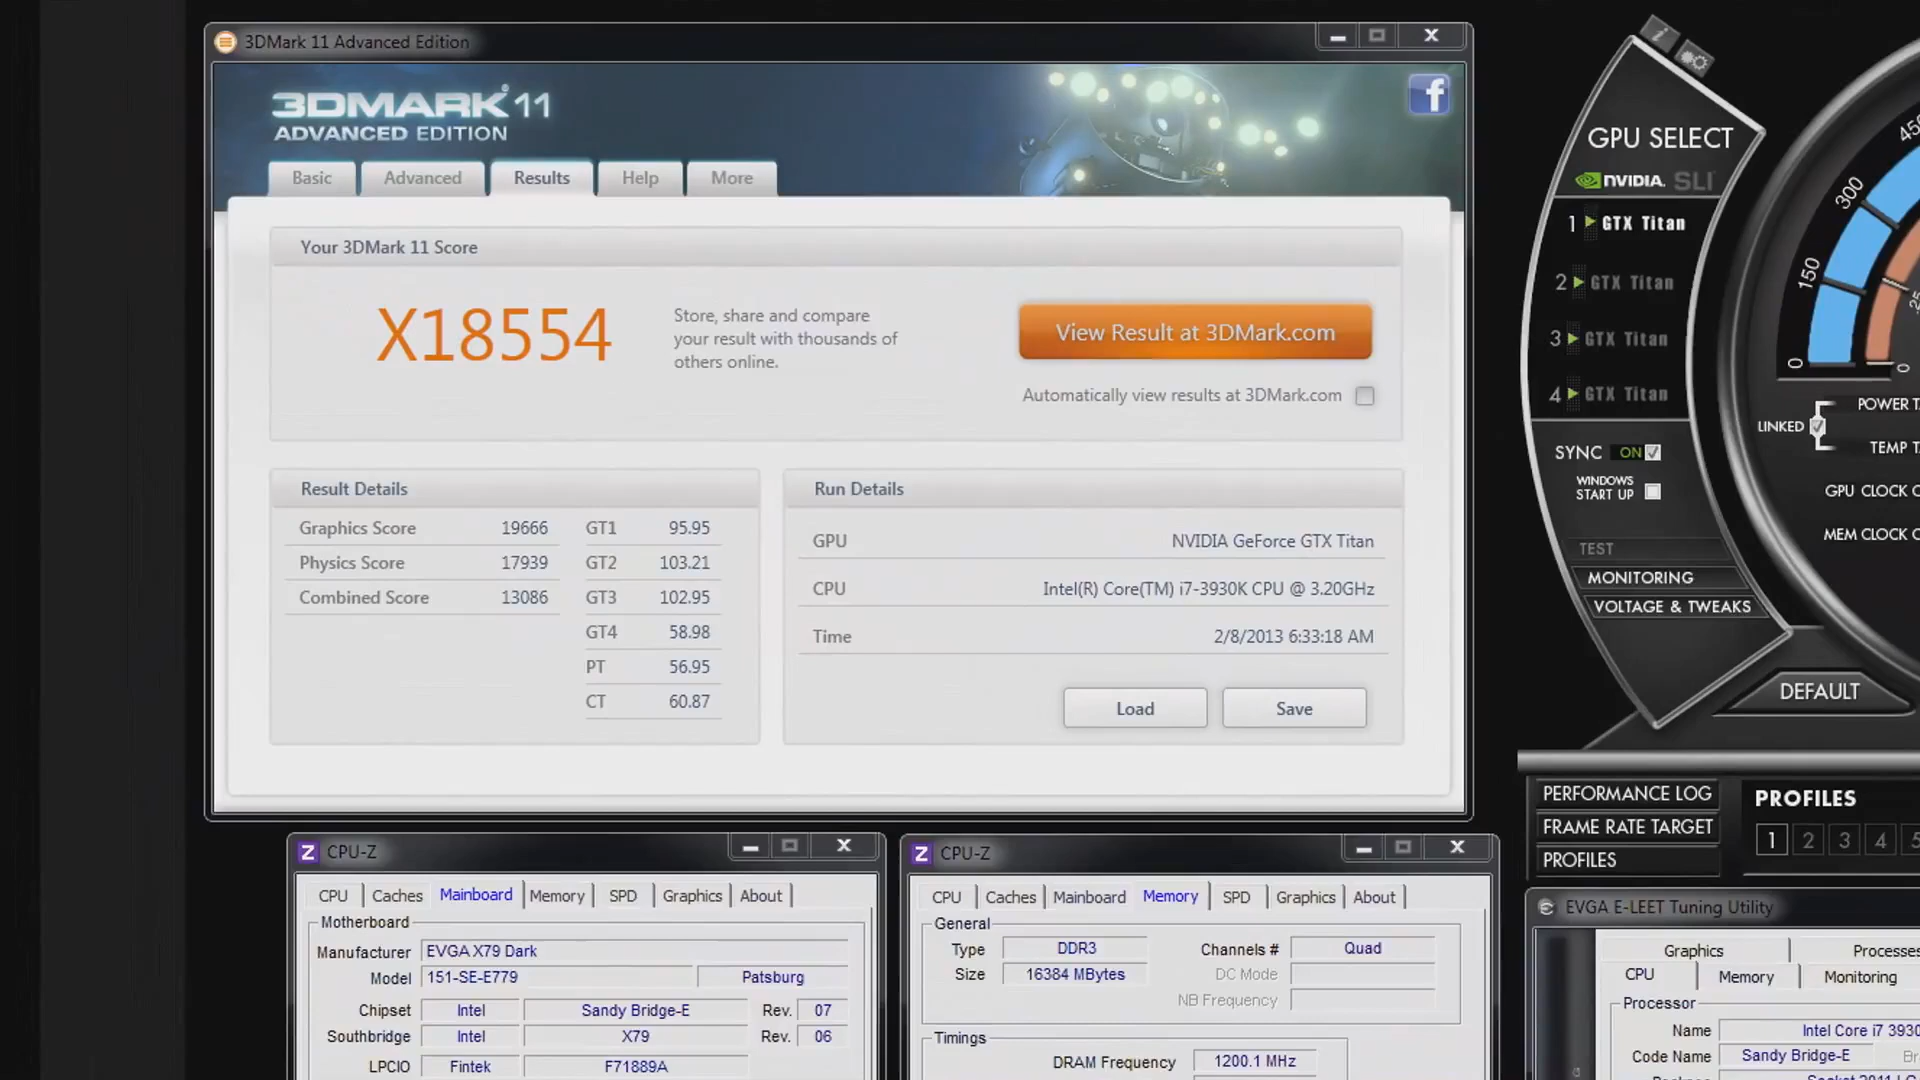 3DMark 11 Advanced Edition
3DMARK 11
ADVANCED EDITION
f
Basic Advanced Results Help More
Your 3DMark 11 Score
X18554
Store, share and compare
your result with thousands of
others online.
View Result at 3DMark.com
Automatically view results at 3DMark.com
Result Details
Graphics Score 19666 GT1 95.95
Physics Score 17939 GT2 103.21
Combined Score 13086 GT3 102.95
GT4 58.98
PT 56.95
CT 60.87
Run Details
GPU NVIDIA GeForce GTX Titan
CPU Intel(R) Core(TM) i7-3930K CPU @ 3.20GHz
Time 2/8/2013 6:33:18 AM
Load Save
i
GPU SELECT
NVIDIA. SLI
1 GTX Titan
2 GTX Titan
3 GTX Titan
4 GTX Titan
SYNC ON
WINDOWS
START UP
TEST
MONITORING
VOLTAGE & TWEAKS
300
150
0
0
LINKED
POWER
TEMP
GPU CLOCK
MEM CLOCK
DEFAULT
PERFORMANCE LOG
FRAME RATE TARGET
PROFILES
PROFILES
1 2 3 4
Z CPU-Z
CPU Caches Mainboard Memory SPD Graphics About
Motherboard
Manufacturer EVGA X79 Dark
Model 151-SE-E779 Patsburg
Chipset Intel Sandy Bridge-E Rev. 07
Southbridge Intel X79 Rev. 06
LPCIO Fintek F71889A
Z CPU-Z
CPU Caches Mainboard Memory SPD Graphics About
General
Type DDR3 Channels # Quad
Size 16384 MBytes DC Mode
NB Frequency
Timings
DRAM Frequency 1200.1 MHz
EVGA E-LEET Tuning Utility
Graphics Processes
CPU Memory Monitoring
Processor
Name Intel Core i7 3930
Code Name Sandy Bridge-E